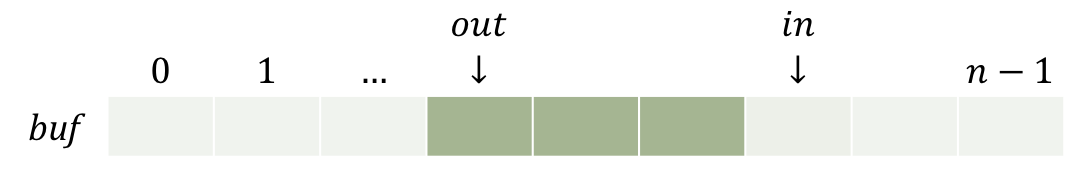 out in
0 1 ... ↓ ↓ n − 1
buf